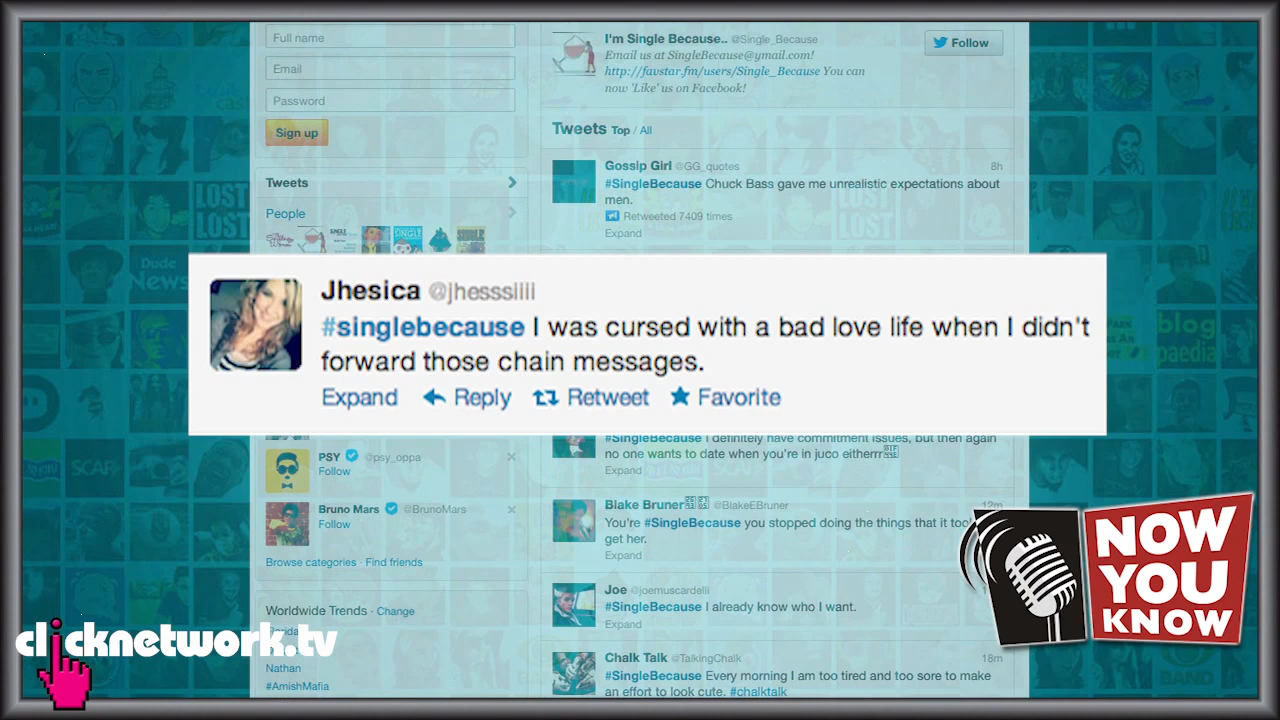 Full name
Email
Password
Sign up
Tweets
People
I'm Single Because.. @Single_Because
Follow
Email us at SingleBecause@ymail.com!
http://favstar.fm/users/Single_Because You can
now 'Like' us on Facebook!
Tweets Top / All
Gossip Girl @GG_quotes 8h
#SingleBecause Chuck Bass gave me unrealistic expectations about
men.
Retweeted 7409 times
Expand
Jhesica @jhesssiiii
#singlebecause I was cursed with a bad love life when I didn't
forward those chain messages.
Expand Reply Retweet Favorite
#SingleBecause I definitely have commitment issues, but then again
no one wants to date when you're in juco eitherrr
Expand
PSY @psy_oppa
Follow
Bruno Mars @BrunoMars
Follow
Browse categories · Find friends
Worldwide Trends · Change
Nathan
#AmishMafia
Blake Bruner @BlakeEBruner 12m
You're #SingleBecause you stopped doing the things that it
get her.
Expand
Joe @joemuscardelli
#SingleBecause I already know who I want.
Expand
Chalk Talk @TalkingChalk 18m
#SingleBecause Every morning I am too tired and too sore to make
an effort to look cute. #chalktalk
NOW
YOU
KNOW
clicknetwork.tv
LOST
LOST
Dude
News
SCAP
blog
paedia
BAND